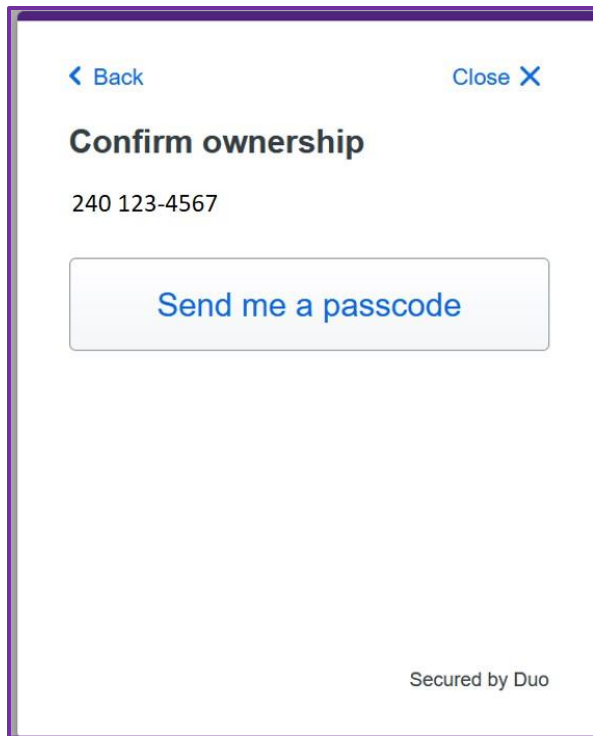 Back
Close
Confirm ownership
240 123-4567
Send me a passcode
Secured by Duo